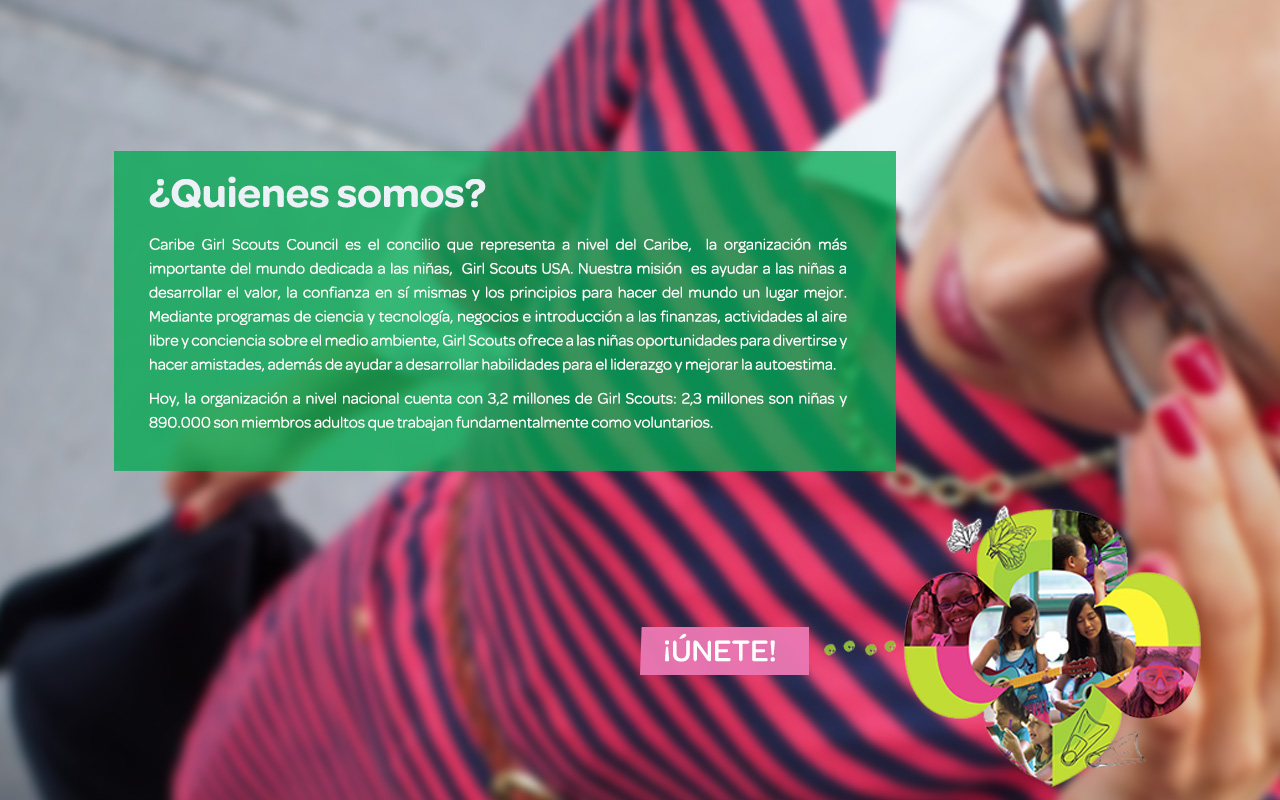 ¿Quienes somos?
Caribe Girl Scouts Council es el concilio que representa a nivel del Caribe, la organización más
importante del mundo dedicada a las niñas, Girl Scouts USA. Nuestra misión es ayudar a las niñas a
desarrollar el valor, la confianza en sí mismas y los principios para hacer del mundo un lugar mejor.
Mediante programas de ciencia y tecnología, negocios e introducción a las finanzas, actividades al aire
libre y conciencia sobre el medio ambiente, Girl Scouts ofrece a las niñas oportunidades para divertirse y
hacer amistades, además de ayudar a desarrollar habilidades para el liderazgo y mejorar la autoestima.
Hoy, la organización a nivel nacional cuenta con 3,2 millones de Girl Scouts: 2,3 millones son niñas y
890.000 son miembros adultos que trabajan fundamentalmente como voluntarios.
¡ÚNETE!